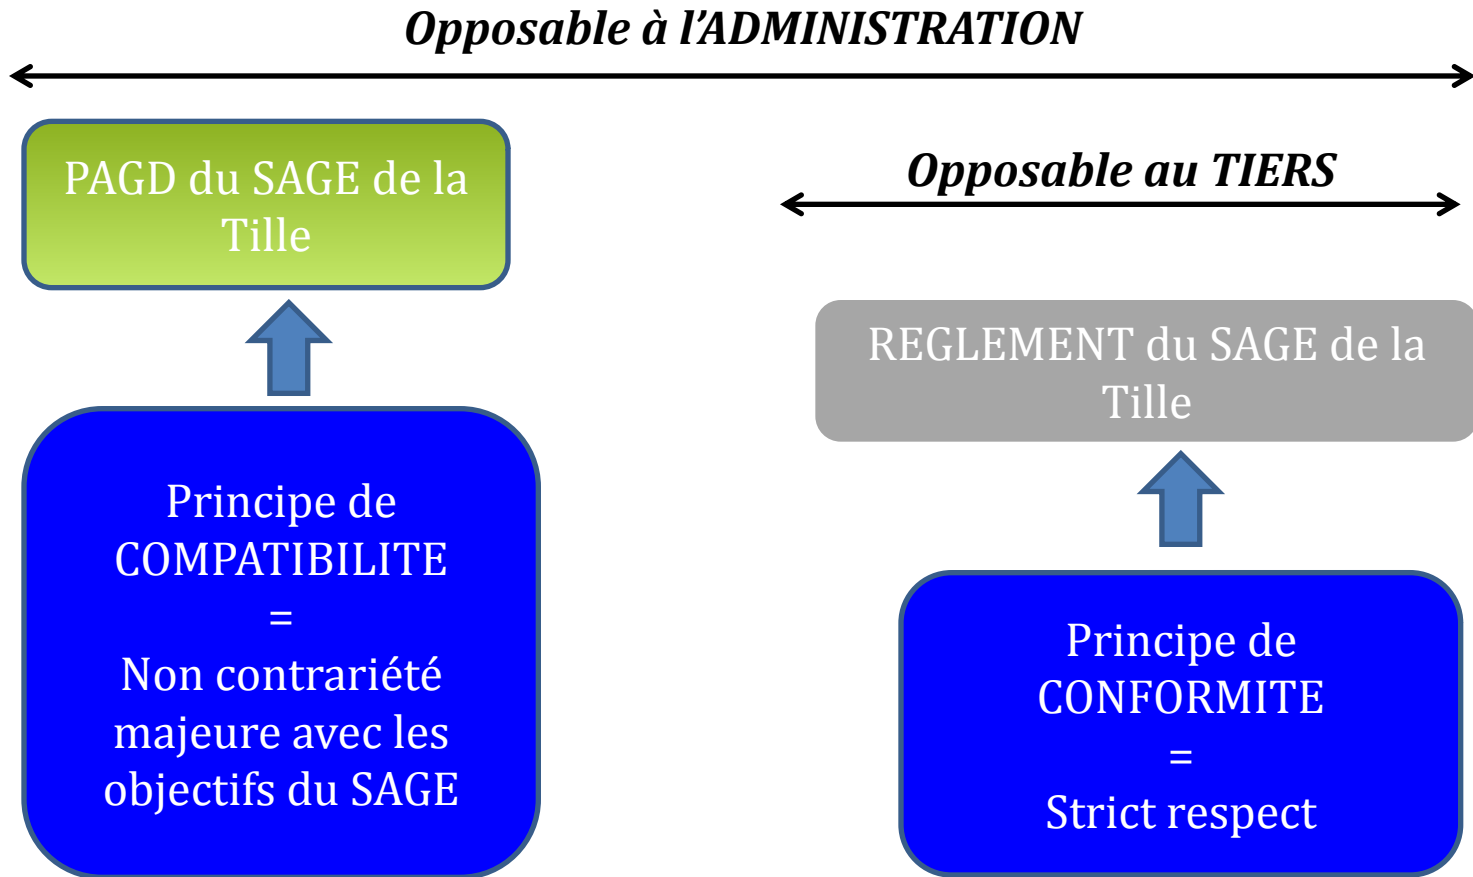 Opposable à l’ADMINISTRATION
PAGD du SAGE de la
Tille
Opposable au TIERS
REGLEMENT du SAGE de la
Tille
Principe de
COMPATIBILITE
=
Non contrariété
majeure avec les
objectifs du SAGE
Principe de
CONFORMITE
=
Strict respect